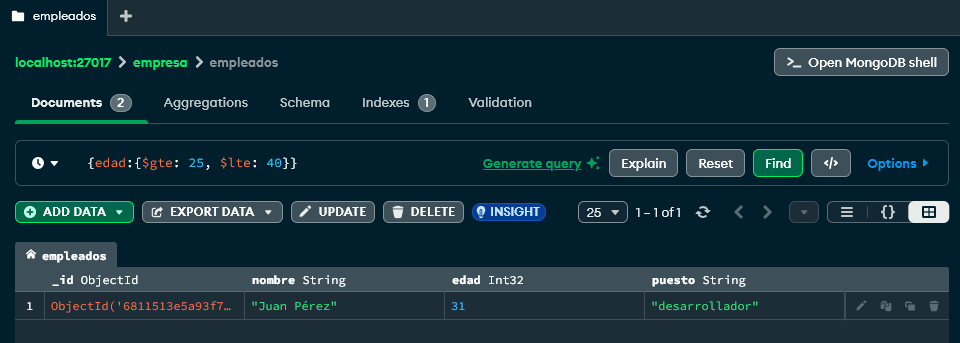 empleados
localhost:27017 > empresa > empleados
>_ Open MongoDB shell
Documents 2 Aggregations Schema Indexes 1 Validation
{edad:{$gte: 25, $lte: 40}}
Generate query Explain Reset Find </> Options
ADD DATA EXPORT DATA UPDATE DELETE INSIGHT 25 1 – 1 of 1 {}
empleados
_id ObjectId nombre String edad Int32 puesto String
1 ObjectId('6811513e5a93f7… "Juan Pérez" 31 "desarrollador"